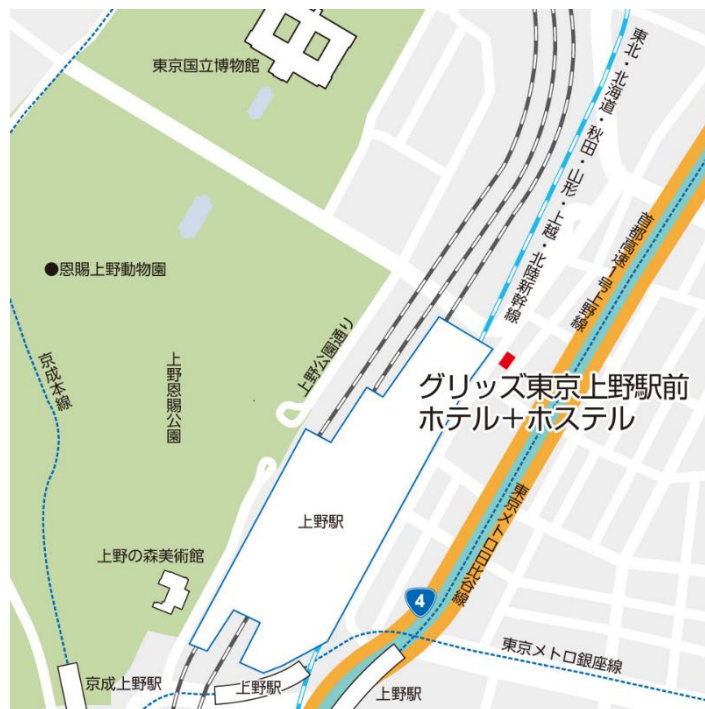 東京国立博物館
東北・北海道・秋田・山形・上越・北陸新幹線
首都高速1号上野線
恩賜上野動物園
京成本線
上野恩賜公園
上野公園通り
グリッズ東京上野駅前
ホテル＋ホステル
上野駅
東京メトロ日比谷線
上野の森美術館
4
東京メトロ銀座線
京成上野駅
上野駅
上野駅